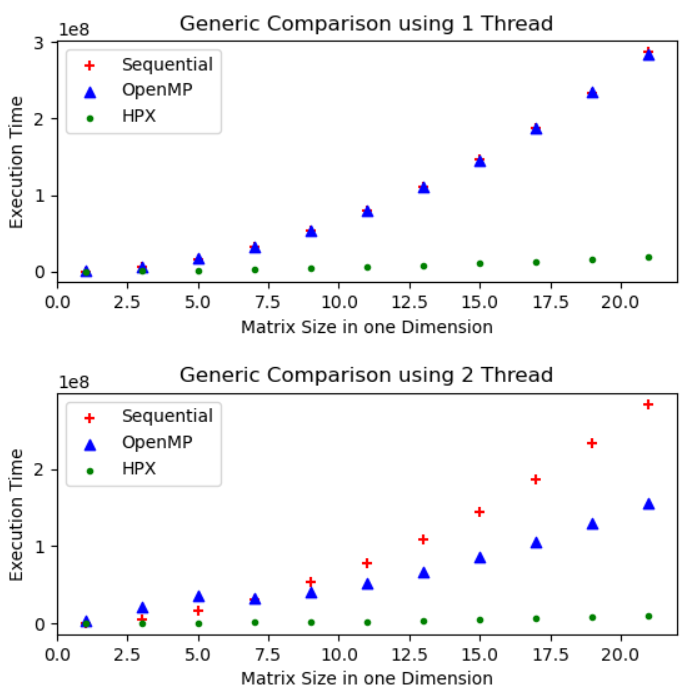 Generic Comparison using 1 Thread
1e8
Sequential
OpenMP
HPX
Execution Time
3
2
1
0
0.0 2.5 5.0 7.5 10.0 12.5 15.0 17.5 20.0
Matrix Size in one Dimension
Generic Comparison using 2 Thread
1e8
Sequential
OpenMP
HPX
Execution Time
2
1
0
0.0 2.5 5.0 7.5 10.0 12.5 15.0 17.5 20.0
Matrix Size in one Dimension